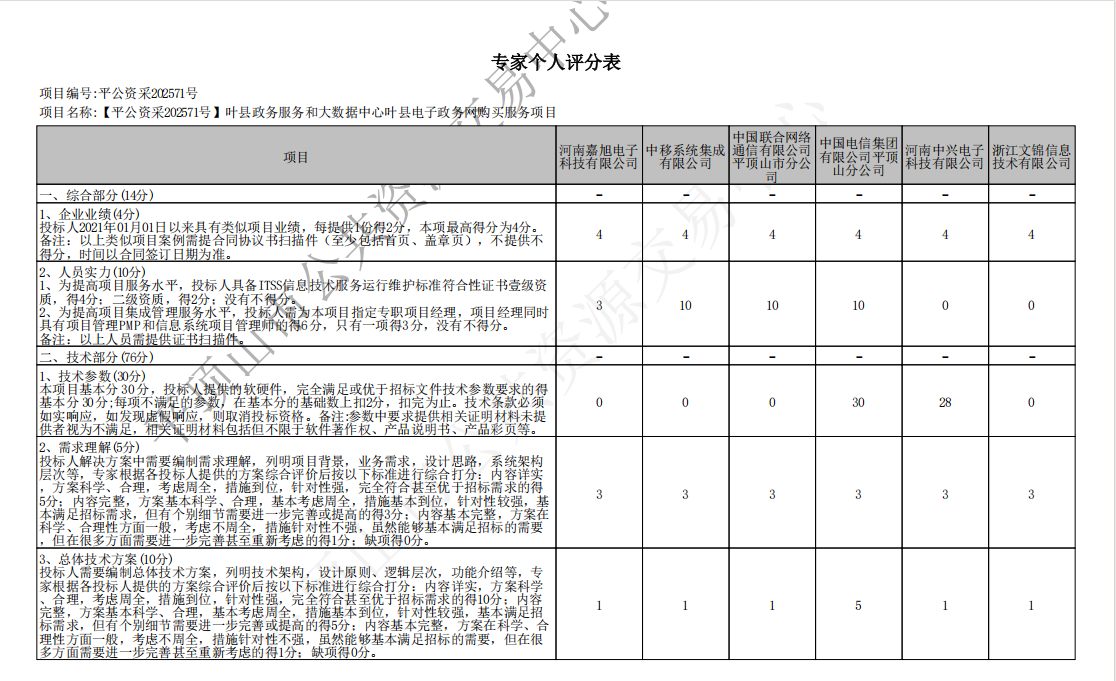 专家个人评分表
项目编号:平公资采202571号
项目名称:【平公资采202571号】叶县政务服务和大数据中心叶县电子政务网购买服务项目
项目
河南嘉旭电子
科技有限公司
中移系统集成
有限公司
中国联合网络
通信有限公司
平顶山市分公
司
中国电信集团
有限公司平顶
山分公司
河南中兴电子
科技有限公司
浙江文锦信息
技术有限公司
一、综合部分(14分) － － － － － －
1、企业业绩(4分)
投标人2021年01月01日以来具有类似项目业绩，每提供1份得2分，本项最高得分为4分。
备注：以上类似项目案例需提合同协议书扫描件（至少包括首页、盖章页），不提供不
得分，时间以合同签订日期为准。
4 4 4 4 4 4
2、人员实力(10分)
1、为提高项目服务水平，投标人具备ITSS信息技术服务运行维护标准符合性证书壹级资
质，得4分；二级资质，得2分；没有不得分。
2、为提高项目集成管理服务水平，投标人需为本项目指定专职项目经理，项目经理同时
具有项目管理PMP和信息系统项目管理师的得6分，只有一项得3分，没有不得分。
备注：以上人员需提供证书扫描件。
3 10 10 10 0 0
二、技术部分(76分) － － － － － －
1、技术参数(30分)
本项目基本分30分，投标人提供的软硬件，完全满足或优于招标文件技术参数要求的得
基本分30分;每项不满足的参数，在基本分的基础数上扣2分，扣完为止。技术条款必须
如实响应，如发现虚假响应，则取消投标资格。备注:参数中要求提供相关证明材料未提
供者视为不满足，相关证明材料包括但不限于软件著作权、产品说明书、产品彩页等。
0 0 0 30 28 0
2、需求理解(5分)
投标人解决方案中需要编制需求理解，列明项目背景，业务需求，设计思路，系统架构
层次等，专家根据各投标人提供的方案综合评价后按以下标准进行综合打分：内容详实
，方案科学、合理，考虑周全，措施到位，针对性强，完全符合甚至优于招标需求的得
5分；内容完整，方案基本科学、合理，基本考虑周全，措施基本到位，针对性较强，基
本满足招标需求，但有个别细节需要进一步完善或提高的得3分；内容基本完整，方案在
科学、合理性方面一般，考虑不周全，措施针对性不强，虽然能够基本满足招标的需要
，但在很多方面需要进一步完善甚至重新考虑的得1分；缺项得0分。
3 3 3 3 3 3
3、总体技术方案(10分)
投标人需要编制总体技术方案，列明技术架构，设计原则、逻辑层次，功能介绍等，专
家根据各投标人提供的方案综合评价后按以下标准进行综合打分：内容详实，方案科学
、合理，考虑周全，措施到位，针对性强，完全符合甚至优于招标需求的得10分；内容
完整，方案基本科学、合理，基本考虑周全，措施基本到位，针对性较强，基本满足招
标需求，但有个别细节需要进一步完善或提高的得5分；内容基本完整，方案在科学、合
理性方面一般，考虑不周全，措施针对性不强，虽然能够基本满足招标的需要，但在很
多方面需要进一步完善甚至重新考虑的得1分；缺项得0分。
1 1 1 5 1 1
平顶山市公共资源交易中心
公共资源交易中心